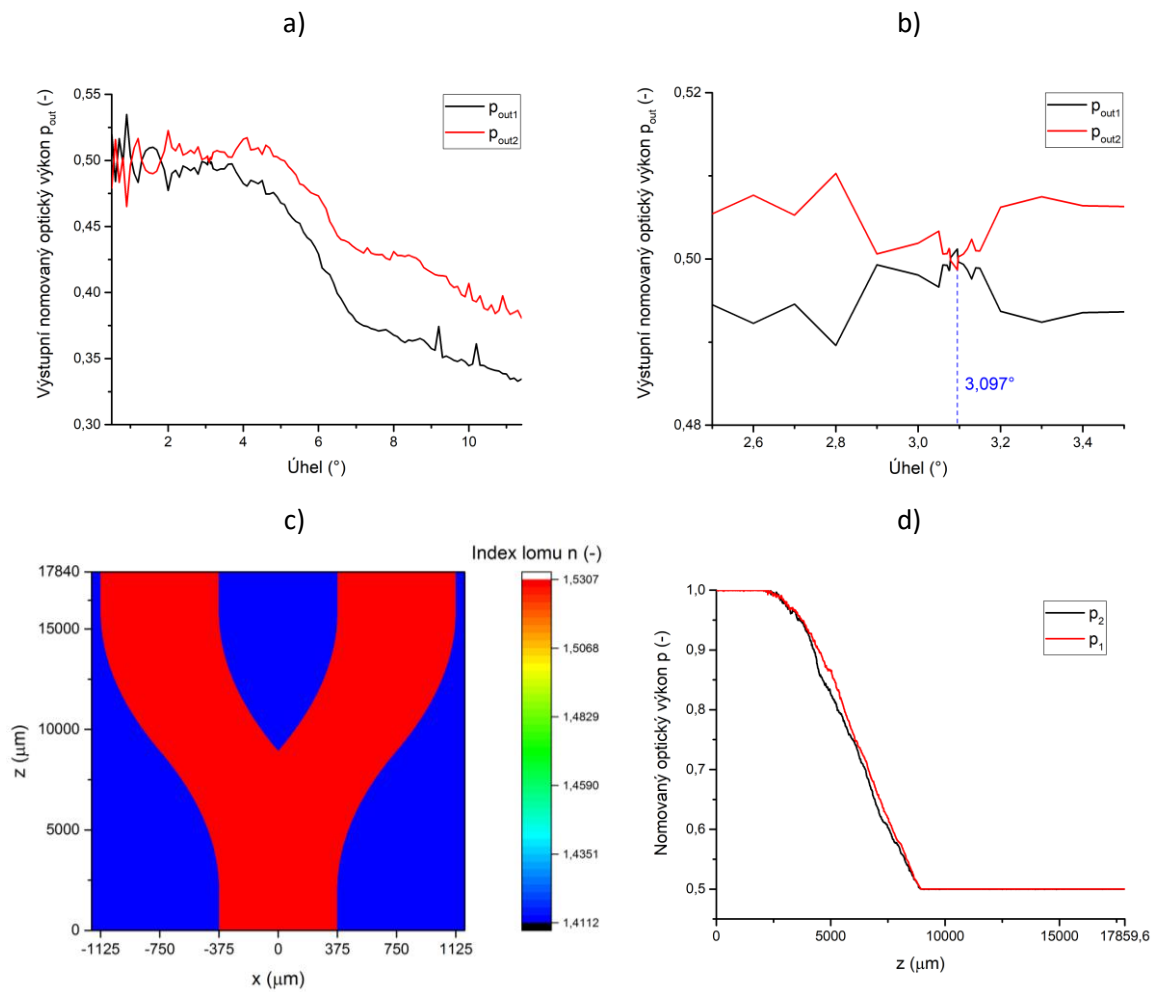 a)
0,55
0,50
0,45
0,40
0,35
0,30
2
4
6
8
10
Výstupní nomovaný optický výkon pout (-)
Úhel (°)
pout1
pout2
b)
0,52
0,50
0,48
2,6
2,8
3,0
3,2
3,4
Výstupní nomovaný optický výkon pout (-)
Úhel (°)
pout1
pout2
3,097°
c)
Index lomu n (-)
17840
15000
10000
5000
0
z (μm)
-1125
-750
-375
0
375
750
1125
x (μm)
1,5307
1,5068
1,4829
1,4590
1,4351
1,4112
d)
1,0
0,9
0,8
0,7
0,6
0,5
Nomovaný optický výkon p (-)
0
5000
10000
15000
17859,6
z (μm)
p2
p1